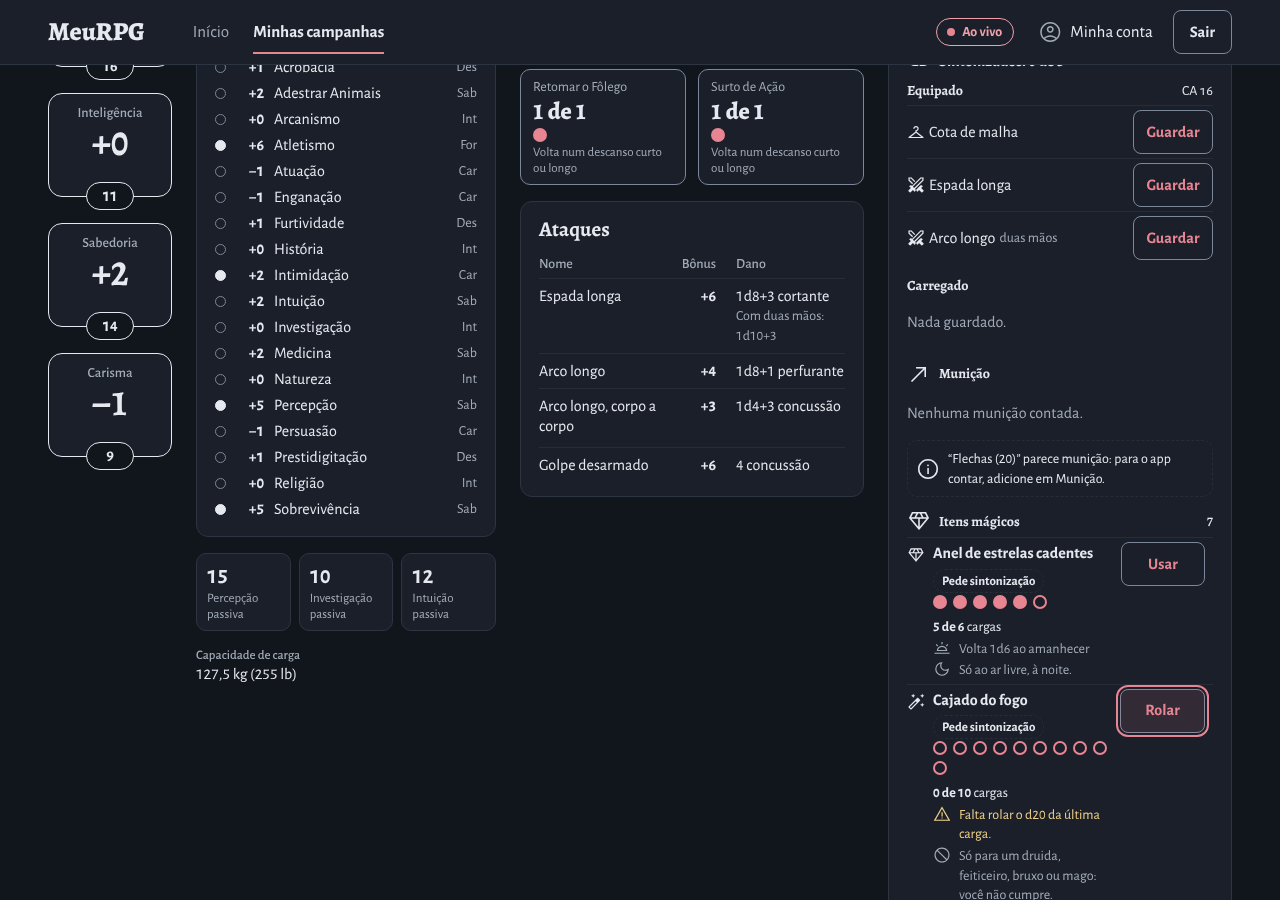 MeuRPG
Início
Minhas campanhas
Ao vivo
Minha conta
Sair
16
Inteligência
+0
11
Sabedoria
+2
14
Carisma
−1
9
+1 Acrobacia Des
+2 Adestrar Animais Sab
+0 Arcanismo Int
+6 Atletismo For
−1 Atuação Car
−1 Enganação Car
+1 Furtividade Des
+0 História Int
+2 Intimidação Car
+2 Intuição Sab
+0 Investigação Int
+2 Medicina Sab
+0 Natureza Int
+5 Percepção Sab
−1 Persuasão Car
+1 Prestidigitação Des
+0 Religião Int
+5 Sobrevivência Sab
15
Percepção
passiva
10
Investigação
passiva
12
Intuição
passiva
Capacidade de carga
127,5 kg (255 lb)
Retomar o Fôlego
1 de 1
Volta num descanso curto
ou longo
Surto de Ação
1 de 1
Volta num descanso curto
ou longo
Ataques
Nome Bônus Dano
Espada longa +6 1d8+3 cortante
Com duas mãos:
1d10+3
Arco longo +4 1d8+1 perfurante
Arco longo, corpo a +3 1d4+3 concussão
corpo
Golpe desarmado +6 4 concussão
Equipado CA 16
Cota de malha Guardar
Espada longa Guardar
Arco longo duas mãos Guardar
Carregado
Nada guardado.
Munição
Nenhuma munição contada.
“Flechas (20)” parece munição: para o app
contar, adicione em Munição.
Itens mágicos 7
Anel de estrelas cadentes Usar
Pede sintonização
5 de 6 cargas
Volta 1d6 ao amanhecer
Só ao ar livre, à noite.
Cajado do fogo Rolar
Pede sintonização
0 de 10 cargas
Falta rolar o d20 da última
carga.
Só para um druida,
feiticeiro, bruxo ou mago:
você não cumpre.